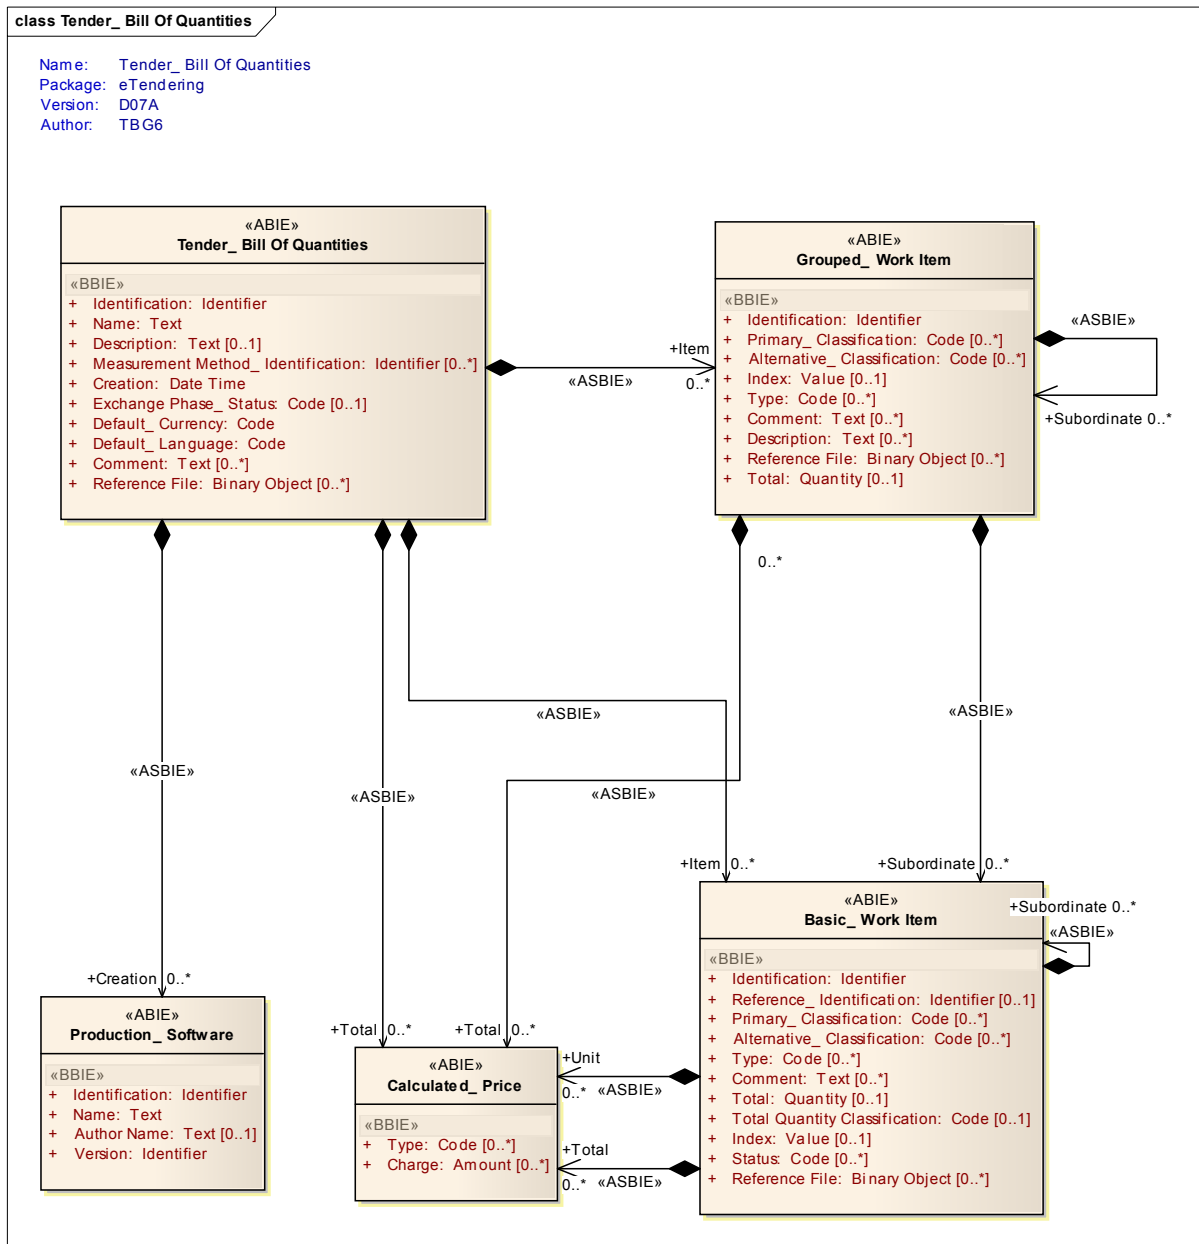 class Tender_ Bill Of Quantities
Name: Tender_ Bill Of Quantities
Package: eTendering
Version: D07A
Author: TBG6
«ABIE»
Tender_ Bill Of Quantities
«BBIE»
+ Identification: Identifier
+ Name: Text
+ Description: Text [0..1]
+ Measurement Method_ Identification: Identifier [0..*]
+ Creation: Date Time
+ Exchange Phase_ Status: Code [0..1]
+ Default_ Currency: Code
+ Default_ Language: Code
+ Comment: Text [0..*]
+ Reference File: Binary Object [0..*]
+Item
0..*
«ASBIE»
«ABIE»
Grouped_ Work Item
«BBIE»
+ Identification: Identifier
+ Primary_ Classification: Code [0..*]
+ Alternative_ Classification: Code [0..*]
+ Index: Value [0..1]
+ Type: Code [0..*]
+ Comment: Text [0..*]
+ Description: Text [0..*]
+ Reference File: Binary Object [0..*]
+ Total: Quantity [0..1]
«ASBIE»
+Subordinate 0..*
0..*
«ASBIE»
«ASBIE»
«ASBIE»
«ASBIE»
«ASBIE»
+Item 0..*
+Subordinate 0..*
+Creation 0..*
+Total 0..*
+Total 0..*
«ABIE»
Production_ Software
«BBIE»
+ Identification: Identifier
+ Name: Text
+ Author Name: Text [0..1]
+ Version: Identifier
«ABIE»
Calculated_ Price
«BBIE»
+ Type: Code [0..*]
+ Charge: Amount [0..*]
+Unit
0..* «ASBIE»
+Total
0..* «ASBIE»
«ABIE»
Basic_ Work Item
«BBIE»
+ Identification: Identifier
+ Reference_ Identification: Identifier [0..1]
+ Primary_ Classification: Code [0..*]
+ Alternative_ Classification: Code [0..*]
+ Type: Code [0..*]
+ Comment: Text [0..*]
+ Total: Quantity [0..1]
+ Total Quantity Classification: Code [0..1]
+ Index: Value [0..1]
+ Status: Code [0..*]
+ Reference File: Binary Object [0..*]
+Subordinate 0..*
«ASBIE»